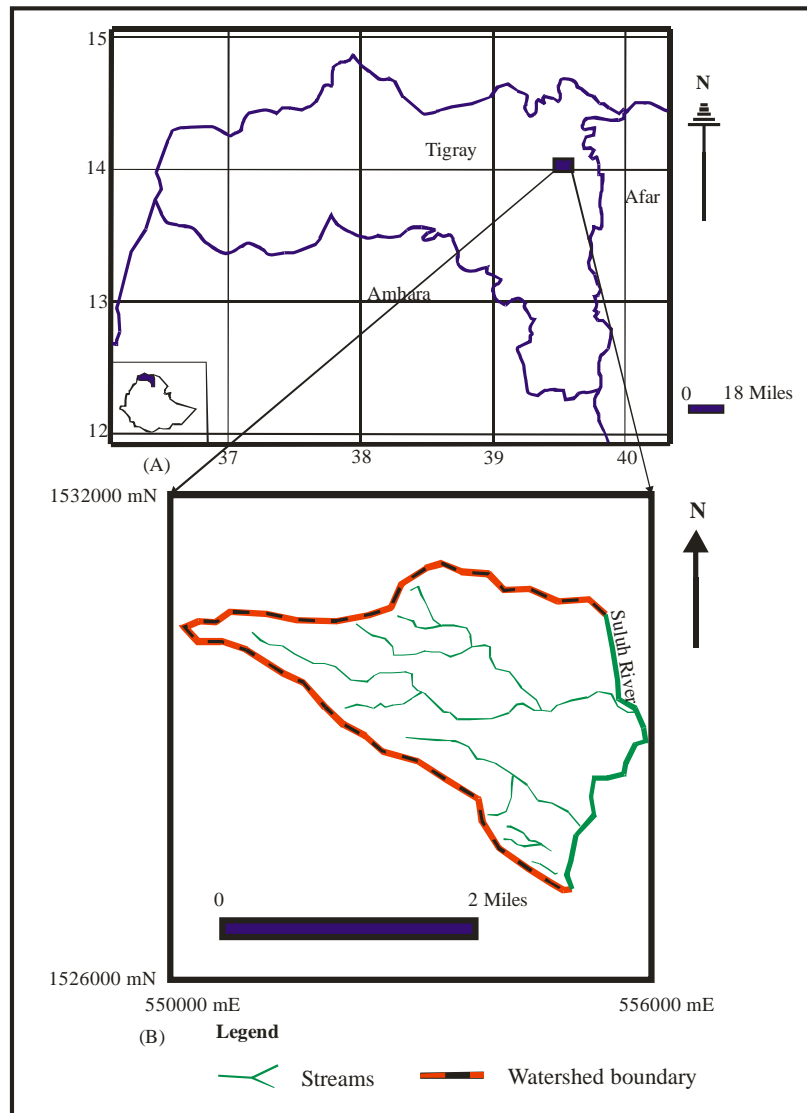 15
N
Tigray
14
Afar
Amhara
13
0 18 Miles
12
(A)
37 38 39 40
1532000 mN
N
Suluh River
0 2 Miles
1526000 mN
550000 mE 556000 mE
(B) Legend
Streams Watershed boundary